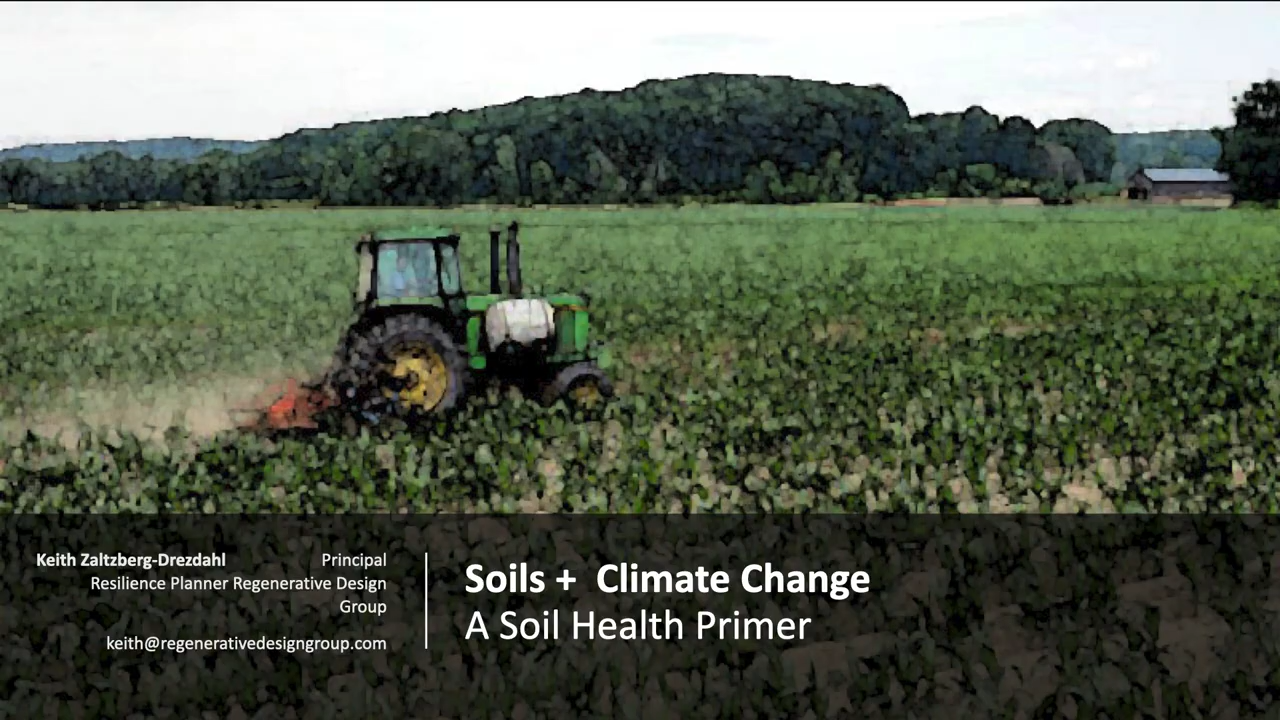 Keith Zaltzberg-Drezdahl Principal
Resilience Planner Regenerative Design
Group
keith@regenerativedesigngroup.com
Soils + Climate Change
A Soil Health Primer